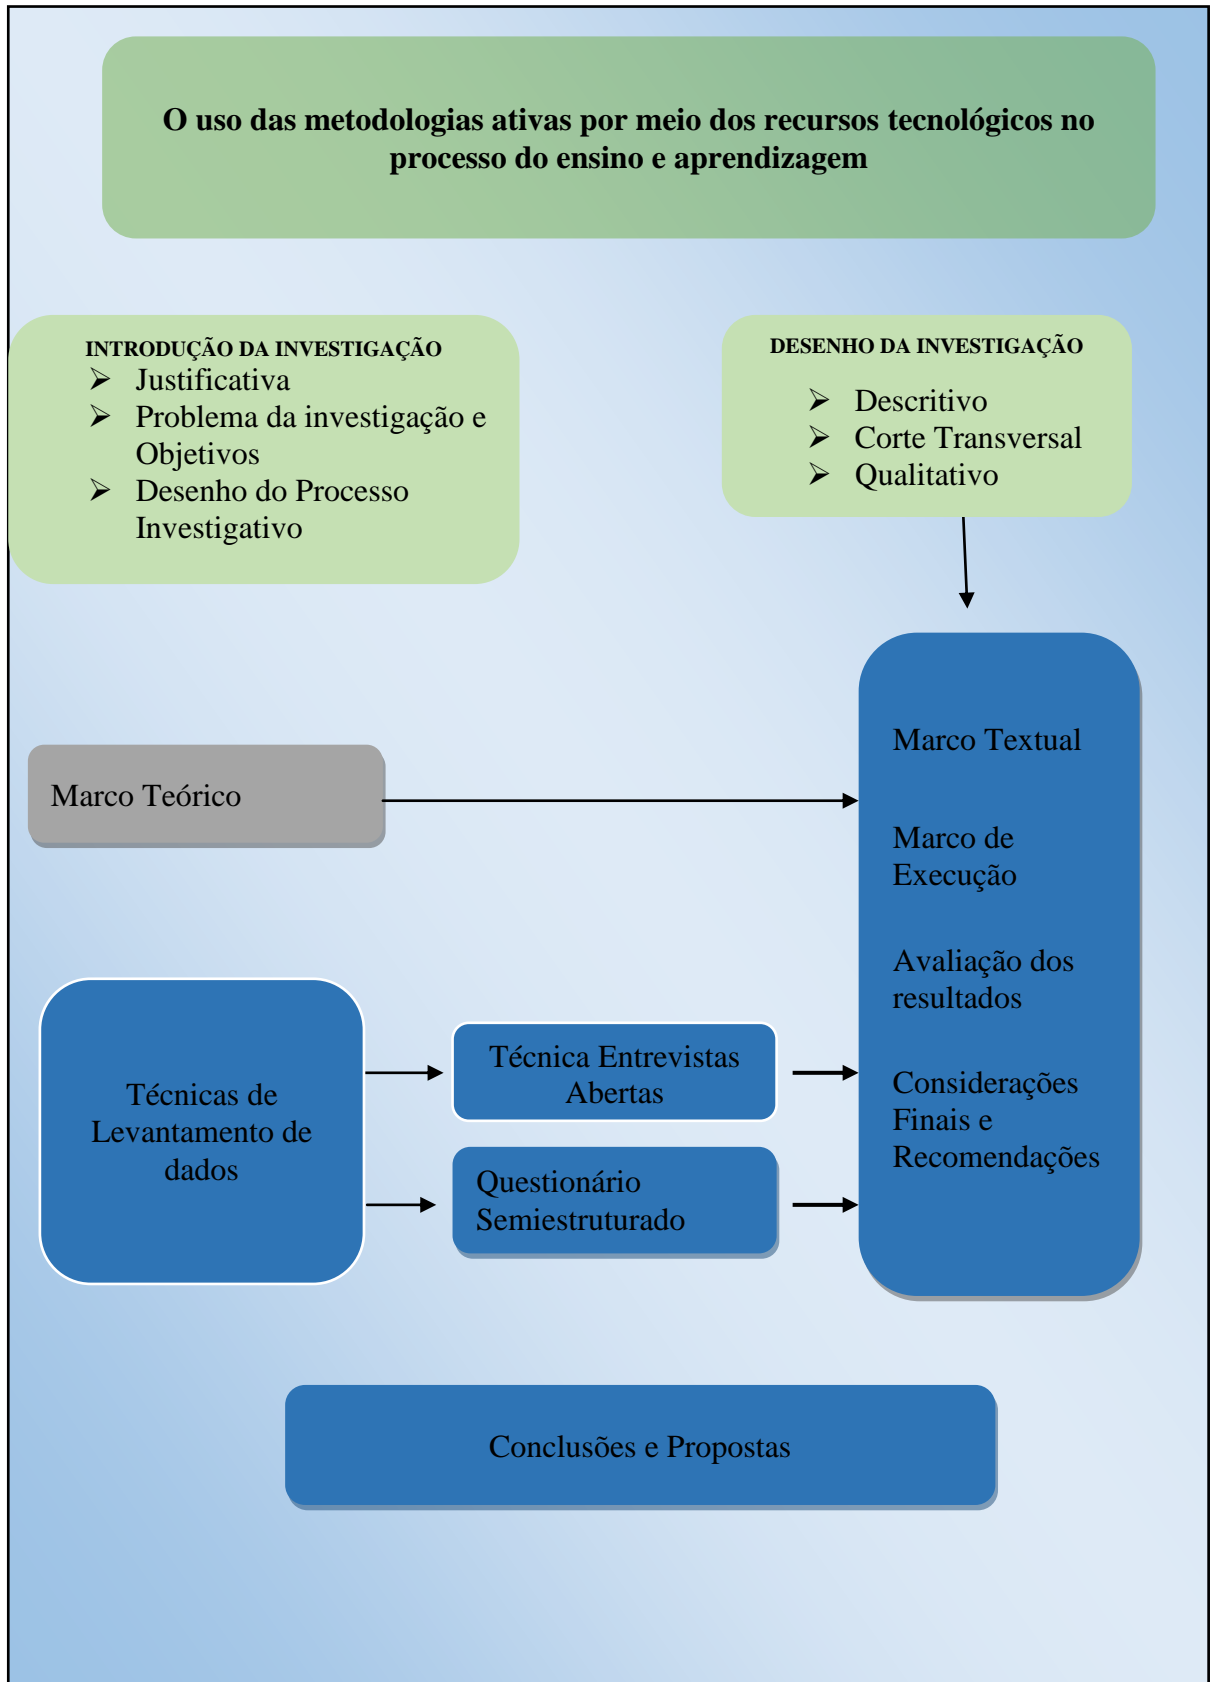 O uso das metodologias ativas por meio dos recursos tecnológicos no
processo do ensino e aprendizagem
INTRODUÇÃO DA INVESTIGAÇÃO
➢ Justificativa
➢ Problema da investigação e
Objetivos
➢ Desenho do Processo
Investigativo
DESENHO DA INVESTIGAÇÃO
➢ Descritivo
➢ Corte Transversal
➢ Qualitativo
Marco Teórico
Marco Textual
Marco de
Execução
Avaliação dos
resultados
Considerações
Finais e
Recomendações
Técnicas de
Levantamento de
dados
Técnica Entrevistas
Abertas
Questionário
Semiestruturado
Conclusões e Propostas